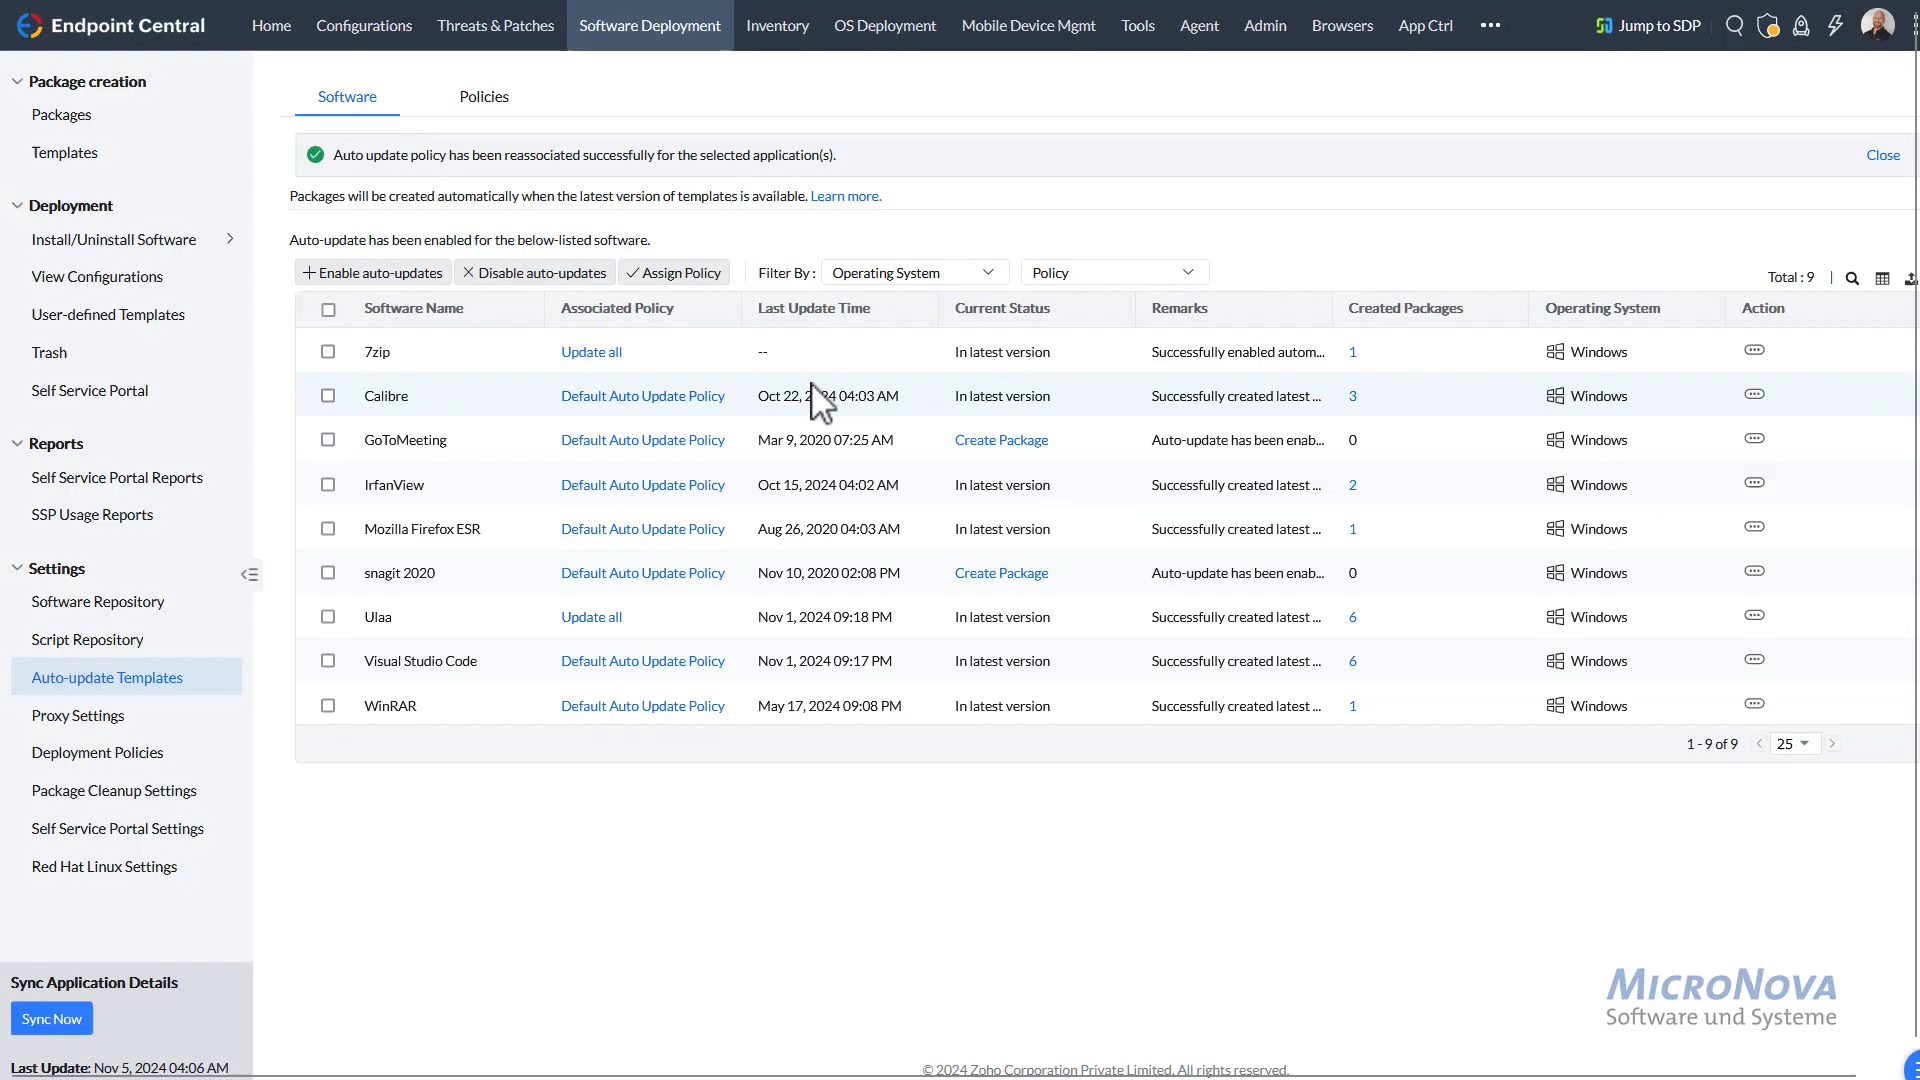 Endpoint Central
Home Configurations Threats & Patches Software Deployment Inventory OS Deployment Mobile Device Mgmt Tools Agent Admin Browsers App Ctrl ••• Jump to SDP
Package creation
Packages
Templates
Deployment
Install/Uninstall Software
View Configurations
User-defined Templates
Trash
Self Service Portal
Reports
Self Service Portal Reports
SSP Usage Reports
Settings
Software Repository
Script Repository
Auto-update Templates
Proxy Settings
Deployment Policies
Package Cleanup Settings
Self Service Portal Settings
Red Hat Linux Settings
Sync Application Details
Sync Now
Last Update: Nov 5, 2024 04:06 AM
Software Policies
Auto update policy has been reassociated successfully for the selected application(s). Close
Packages will be created automatically when the latest version of templates is available. Learn more.
Auto-update has been enabled for the below-listed software.
Enable auto-updates Disable auto-updates Assign Policy Filter By : Operating System Policy Total : 9
Software Name Associated Policy Last Update Time Current Status Remarks Created Packages Operating System Action
7zip Update all -- In latest version Successfully enabled autom... 1 Windows
Calibre Default Auto Update Policy Oct 22, 2024 04:03 AM In latest version Successfully created latest ... 3 Windows
GoToMeeting Default Auto Update Policy Mar 9, 2020 07:25 AM Create Package Auto-update has been enab... 0 Windows
IrfanView Default Auto Update Policy Oct 15, 2024 04:02 AM In latest version Successfully created latest ... 2 Windows
Mozilla Firefox ESR Default Auto Update Policy Aug 26, 2020 04:03 AM In latest version Successfully created latest ... 1 Windows
snagit 2020 Default Auto Update Policy Nov 10, 2020 02:08 PM Create Package Auto-update has been enab... 0 Windows
Ulaa Update all Nov 1, 2024 09:18 PM In latest version Successfully created latest ... 6 Windows
Visual Studio Code Default Auto Update Policy Nov 1, 2024 09:17 PM In latest version Successfully created latest ... 6 Windows
WinRAR Default Auto Update Policy May 17, 2024 09:08 PM In latest version Successfully created latest ... 1 Windows
1 - 9 of 9 25
MicroNova
Software und Systeme
© 2024 Zoho Corporation Private Limited. All rights reserved.